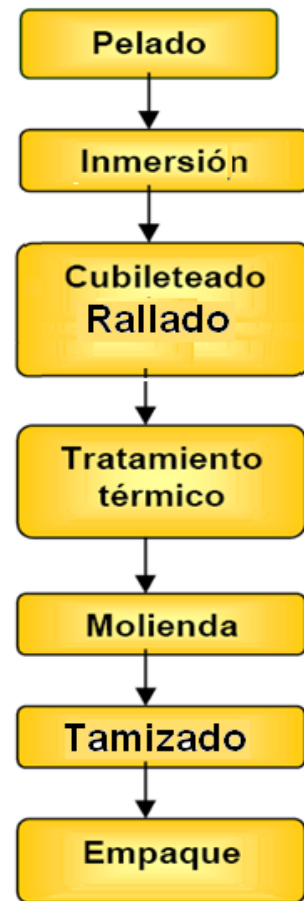 Pelado
Inmersión
Cubileteado
Rallado
Tratamiento
térmico
Molienda
Tamizado
Empaque